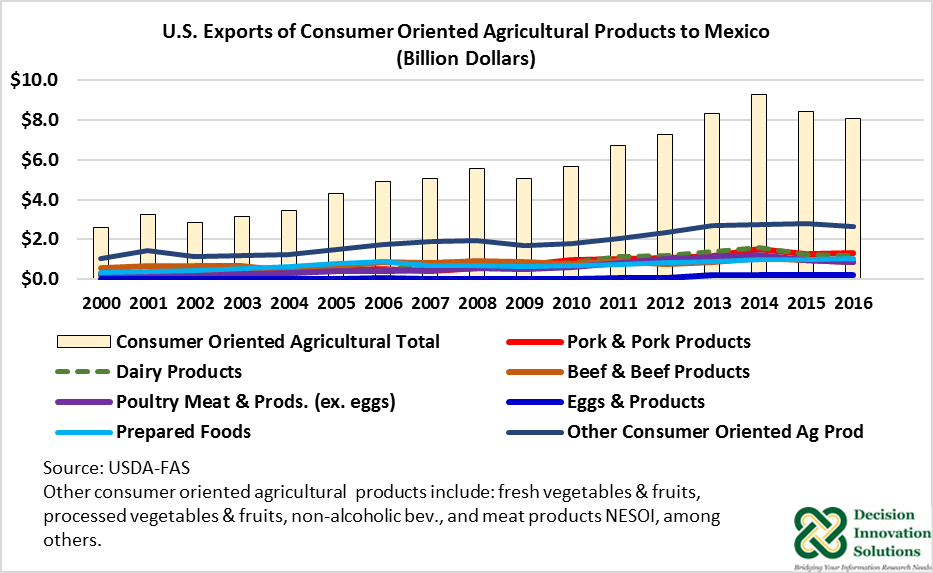 U.S. Exports of Consumer Oriented Agricultural Products to Mexico
(Billion Dollars)
$10.0
$8.0
$6.0
$4.0
$2.0
$0.0
2000 2001 2002 2003 2004 2005 2006 2007 2008 2009 2010 2011 2012 2013 2014 2015 2016
Consumer Oriented Agricultural Total
Pork & Pork Products
Dairy Products
Beef & Beef Products
Poultry Meat & Prods. (ex. eggs)
Eggs & Products
Prepared Foods
Other Consumer Oriented Ag Prod
Source: USDA-FAS
Other consumer oriented agricultural products include: fresh vegetables & fruits,
processed vegetables & fruits, non-alcoholic bev., and meat products NESOI, among
others.
Decision
Innovation
Solutions
Bridging Your Information Research Needs